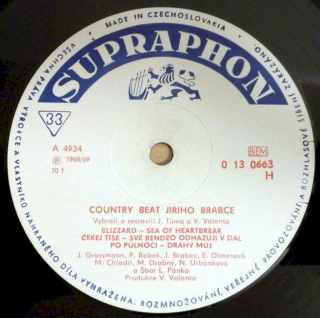 MADE IN CZECHOSLOVAKIA
SUPRAPHON
33
A 4934
℗ 1968/69
70 1
BIEM
0 13 0663
H
COUNTRY BEAT JIŘÍHO BRABCE
Vybrali a sestavili J. Tůma a V. Valenta
BLIZZARD – SEA OF HEARTBREAK
ČEKEJ TIŠE – SVÉ BENDŽO ODHAZUJI V DÁL
PO PŮLNOCI – DRAHÝ MŮJ
J. Grossmann, P. Bobek, J. Brabec, E. Olmerová
M. Chladil, M. Drobný, N. Urbánková
a Sbor L. Pánka
Produkce V. Valenta
VŠECHNA PRÁVA VÝROBCE A VLASTNÍKA NAHRANÉHO DÍLA VYHRAŽENA. ROZMNOŽOVÁNÍ, VEŘEJNÉ PROVOZOVÁNÍ A ROZHLASOVÉ ŠÍŘENÍ ZAKÁZÁNO.